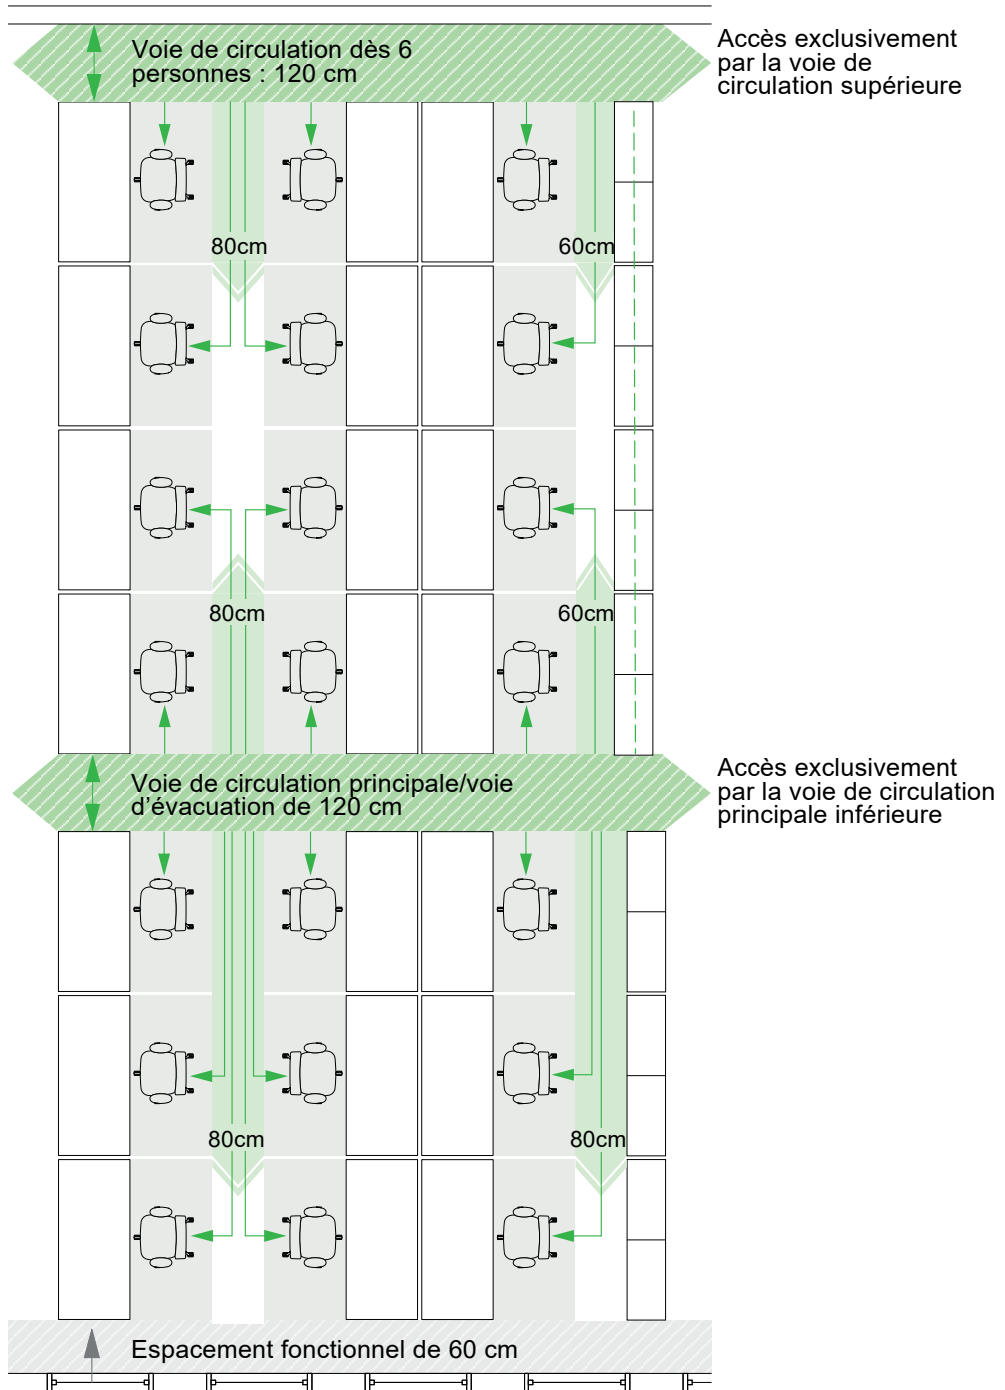 Voie de circulation dès 6
personnes : 120 cm
Accès exclusivement
par la voie de
circulation supérieure
80cm
60cm
80cm
60cm
Voie de circulation principale/voie
d’évacuation de 120 cm
Accès exclusivement
par la voie de circulation
principale inférieure
80cm
80cm
Espacement fonctionnel de 60 cm